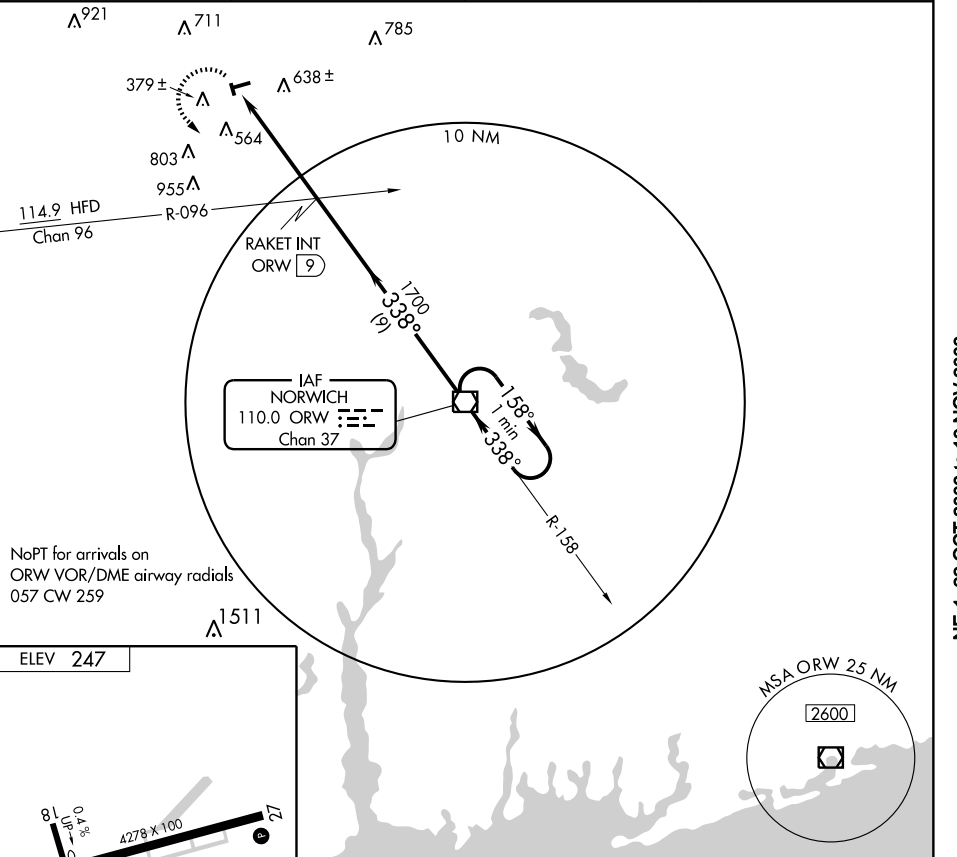 921
711
785
379 ±
638 ±
564
803
955
10 NM
114.9 HFD
Chan 96
R-096
RAKET INT
ORW 9
1700
338°
(9)
IAF
NORWICH
110.0 ORW
Chan 37
158°
1 min
338°
R-158
NoPT for arrivals on
ORW VOR/DME airway radials
057 CW 259
1511
ELEV 247
MSA ORW 25 NM
2600
18
0.4 %
UP
4278 X 100
27
P